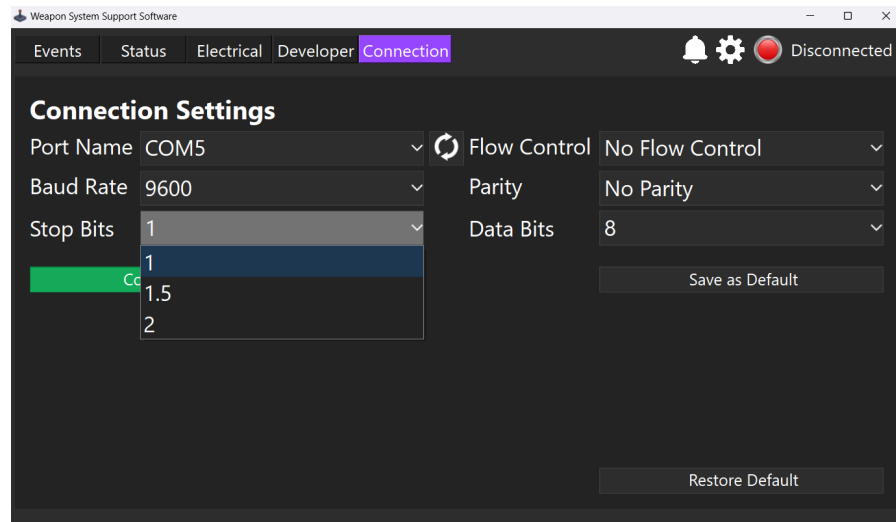 Weapon System Support Software
Events Status Electrical Developer Connection Disconnected
Connection Settings
Port Name COM5 Flow Control No Flow Control
Baud Rate 9600 Parity No Parity
Stop Bits 1 Data Bits 8
1
Save as Default
1.5
2
Restore Default